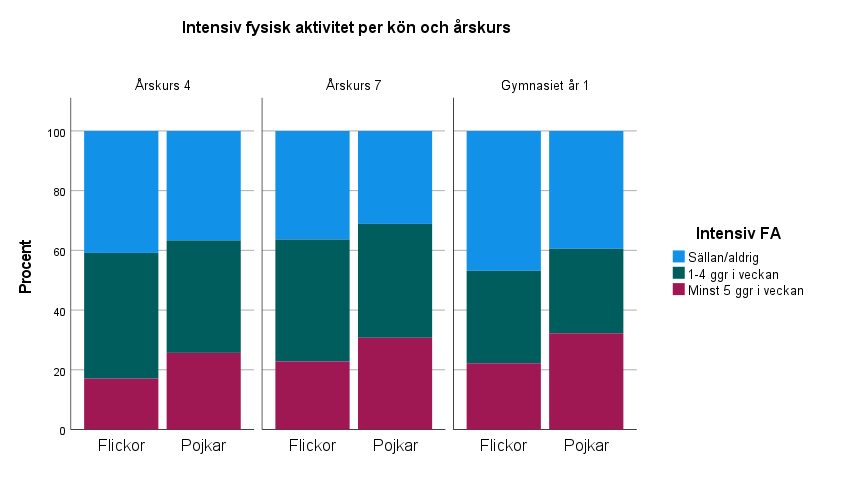 Intensiv fysisk aktivitet per kön och årskurs
Årskurs 4
Årskurs 7
Gymnasiet år 1
100
80
60
40
20
0
Procent
Flickor
Pojkar
Flickor
Pojkar
Flickor
Pojkar
Intensiv FA
Sällan/aldrig
1-4 ggr i veckan
Minst 5 ggr i veckan